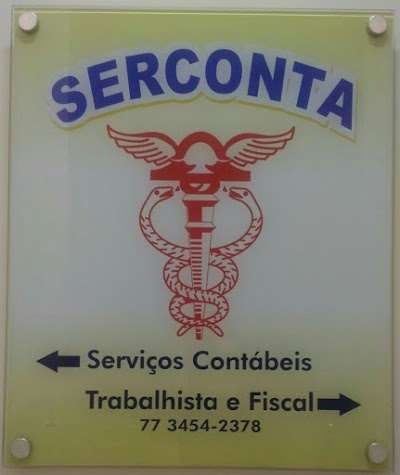 SERCONTA
Serviços Contábeis
Trabalhista e Fiscal
77 3454-2378